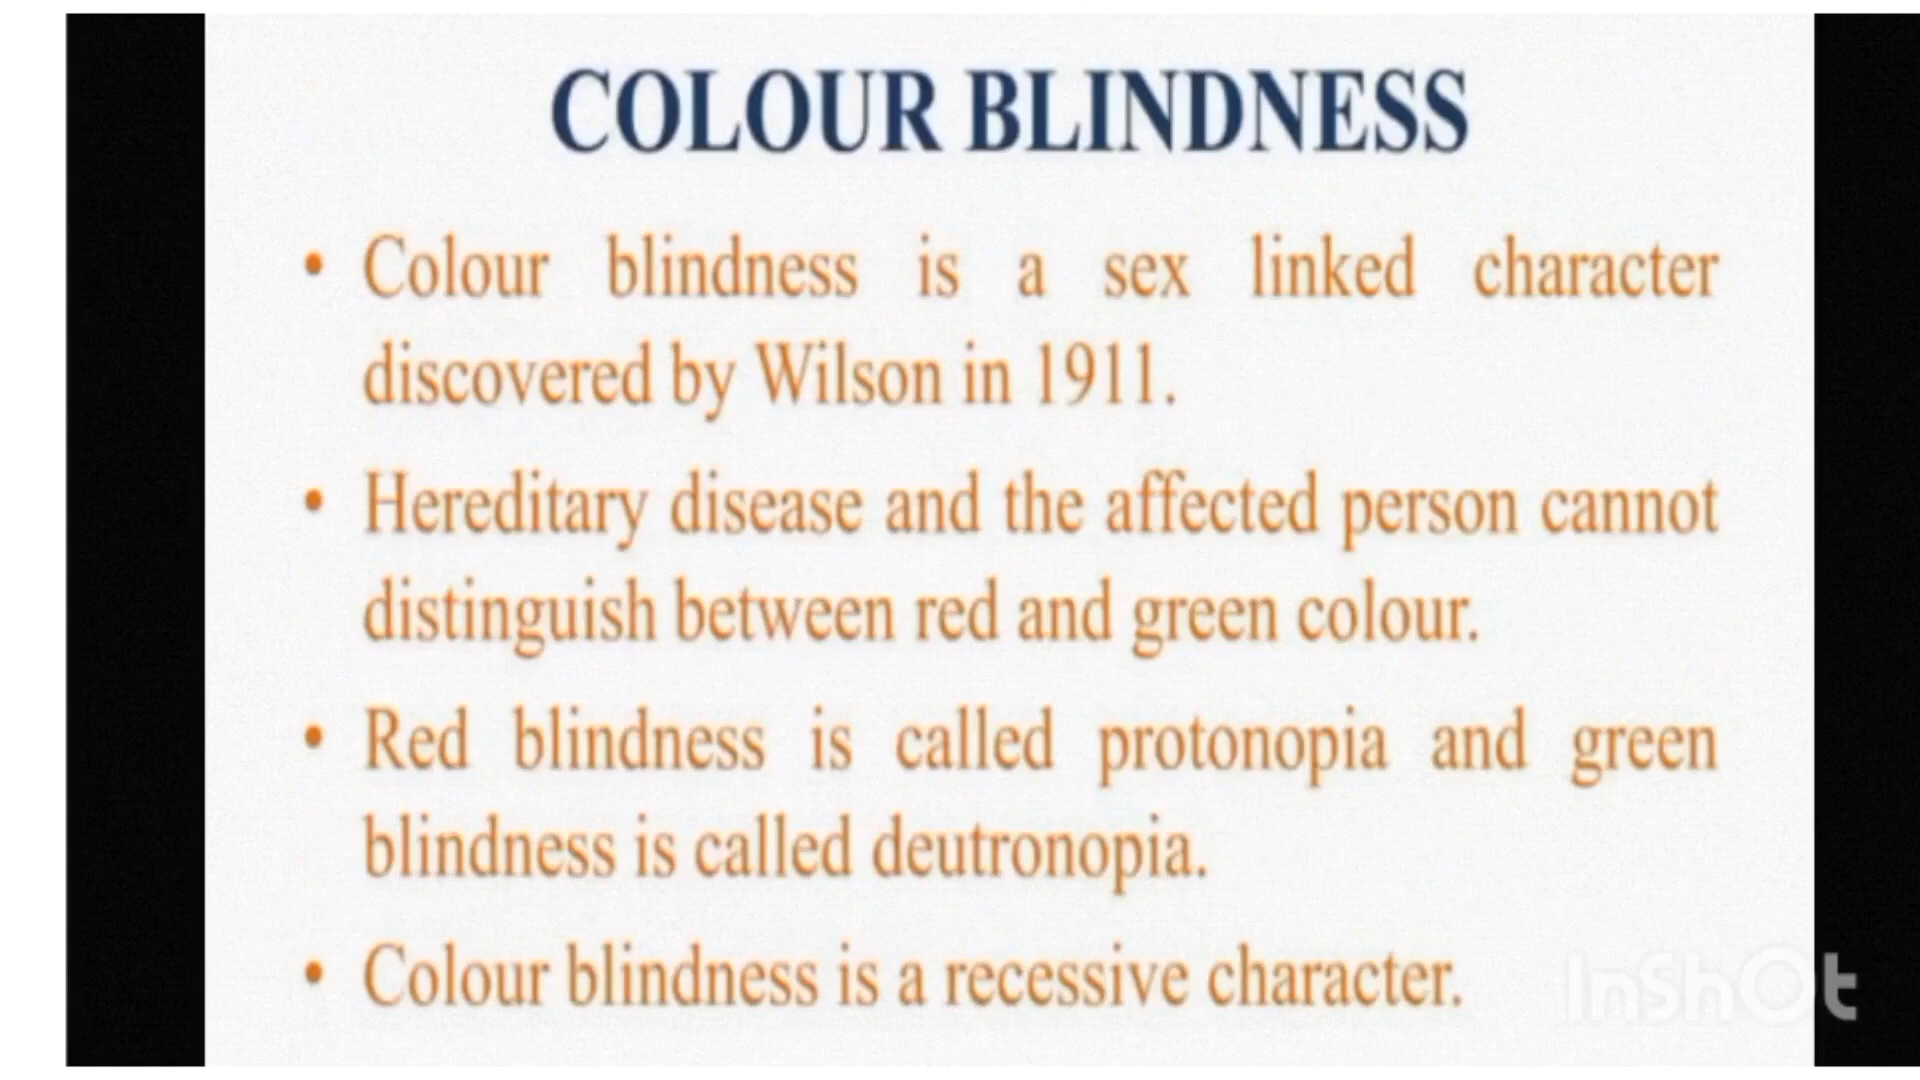 COLOUR BLINDNESS
• Colour blindness is a sex linked character
discovered by Wilson in 1911.
• Hereditary disease and the affected person cannot
distinguish between red and green colour.
• Red blindness is called protonopia and green
blindness is called deutronopia.
• Colour blindness is a recessive character.
InShOt